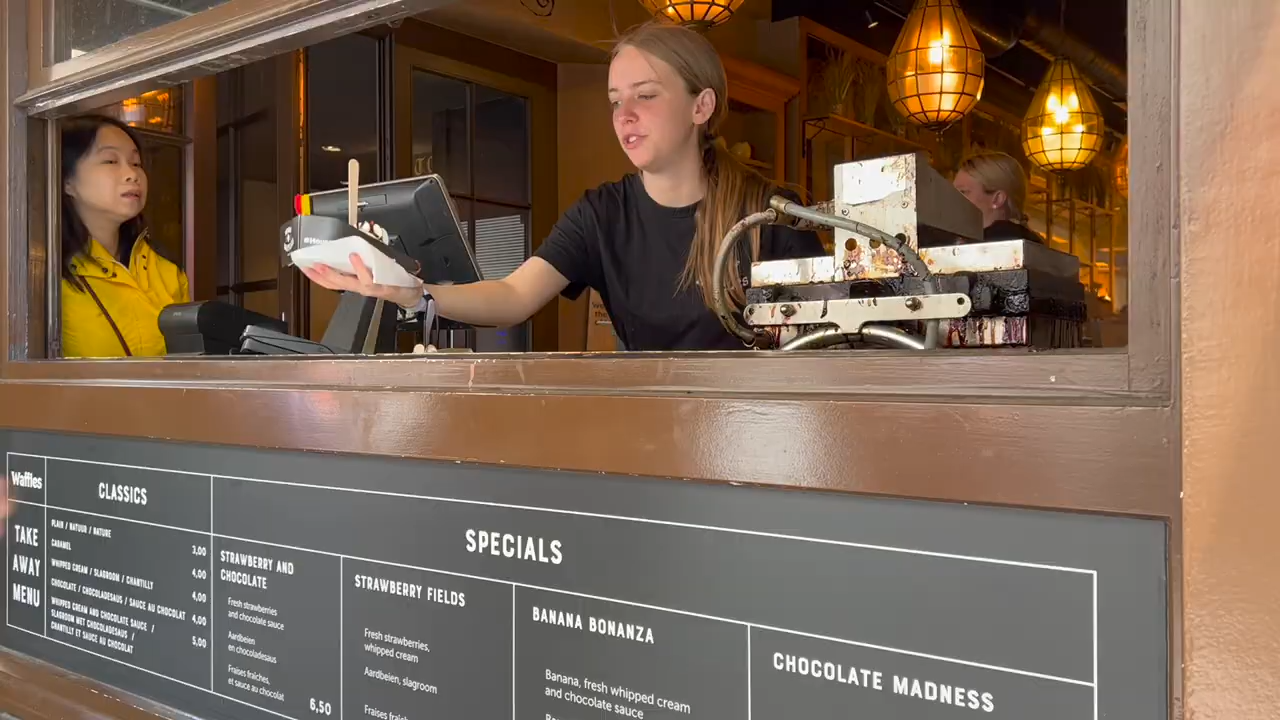 Waffles
TAKE
AWAY
MENU
CLASSICS
PLAIN / NATUUR / NATURE
3,00
CARAMEL
4,00
WHIPPED CREAM / SLAGROOM / CHANTILLY
4,00
CHOCOLATE / CHOCOLADESAUS / SAUCE AU CHOCOLAT
4,00
WHIPPED CREAM AND CHOCOLATE SAUCE /
SLAGROOM MET CHOCOLADESAUS /
CHANTILLY ET SAUCE AU CHOCOLAT
5,00
SPECIALS
STRAWBERRY AND
CHOCOLATE
Fresh strawberries
and chocolate sauce
Aardbeien
en chocoladesaus
Fraises fraîches,
et sauce au chocolat
6,50
STRAWBERRY FIELDS
Fresh strawberries,
whipped cream
Aardbeien, slagroom
BANANA BONANZA
Banana, fresh whipped cream
and chocolate sauce
CHOCOLATE MADNESS